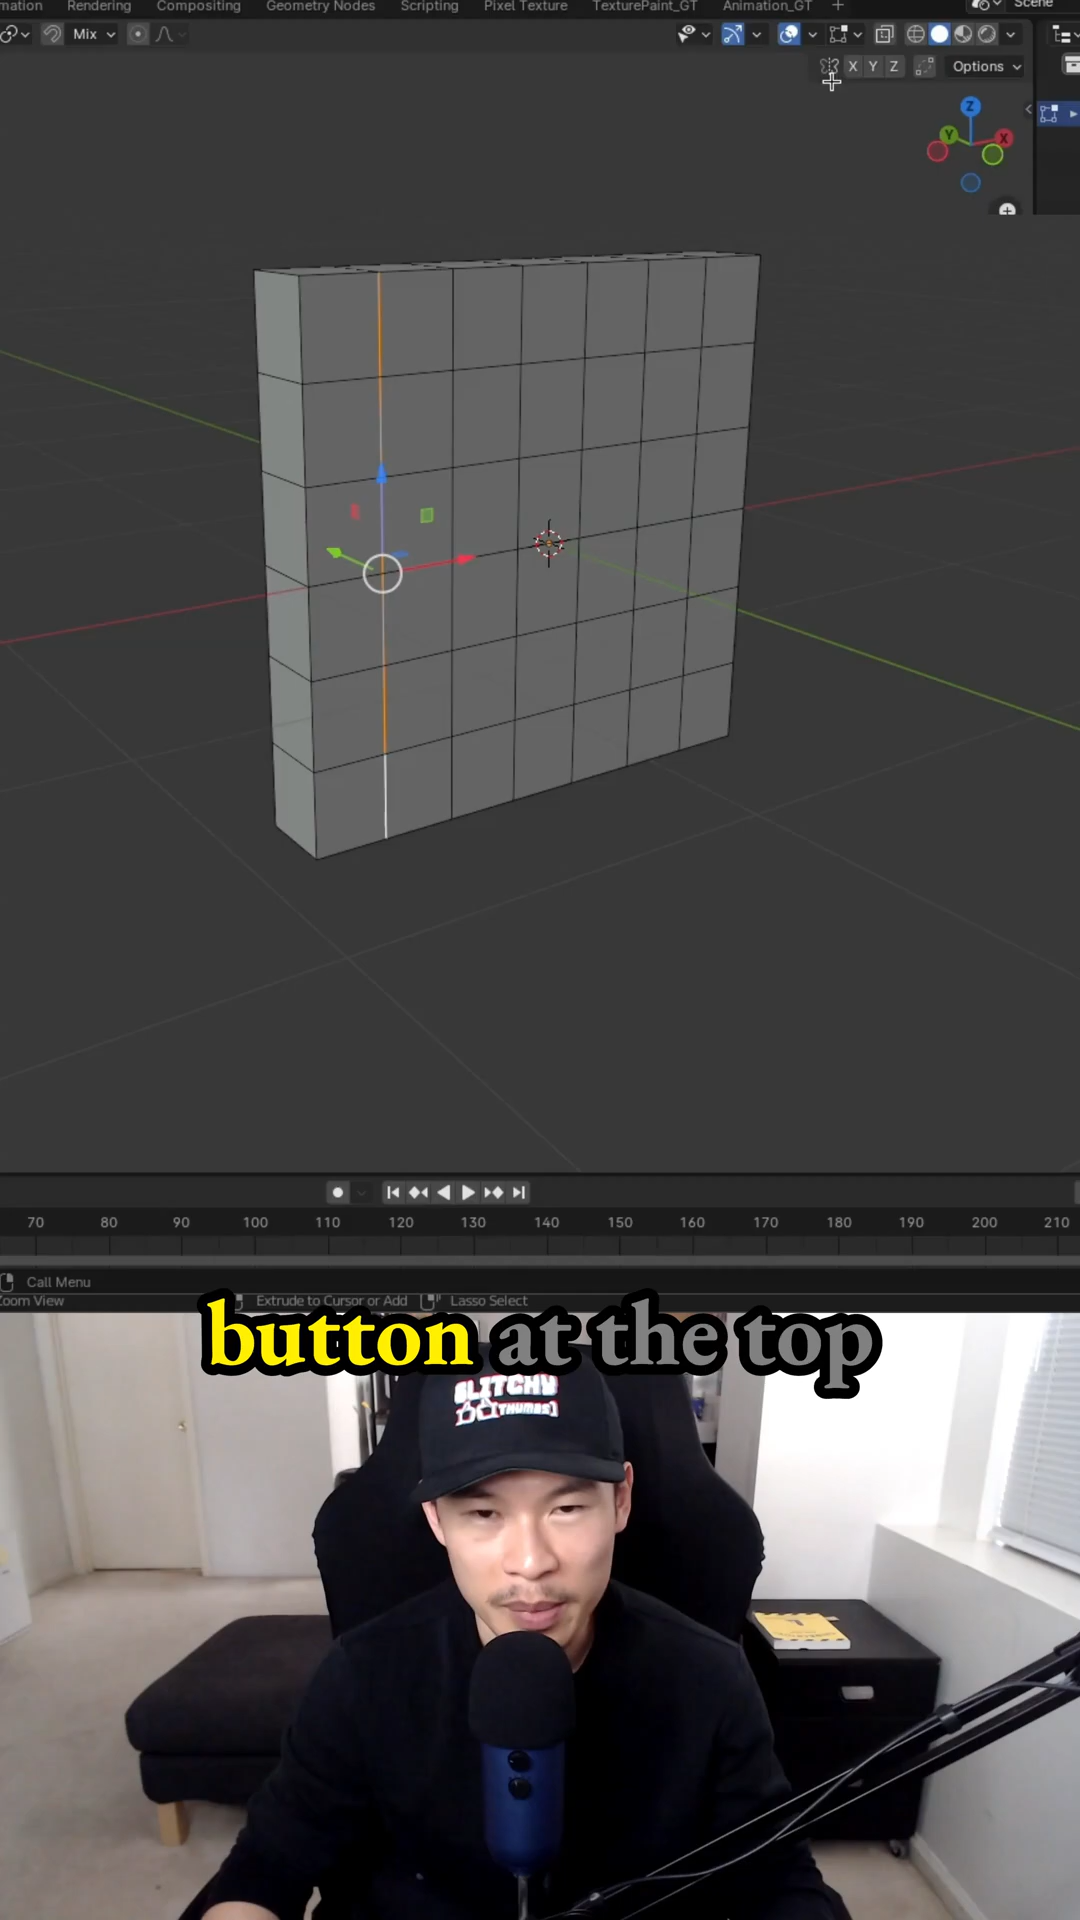 mation Rendering Compositing Geometry Nodes Scripting Pixel Texture TexturePaint_GT Animation_GT + Scene
Mix
X Y Z Options
Z
Y X
70 80 90 100 110 120 130 140 150 160 170 180 190 200 210
Call Menu
Zoom View Extrude to Cursor or Add Lasso Select
button at the top
GLITCHY
[THUMBS]